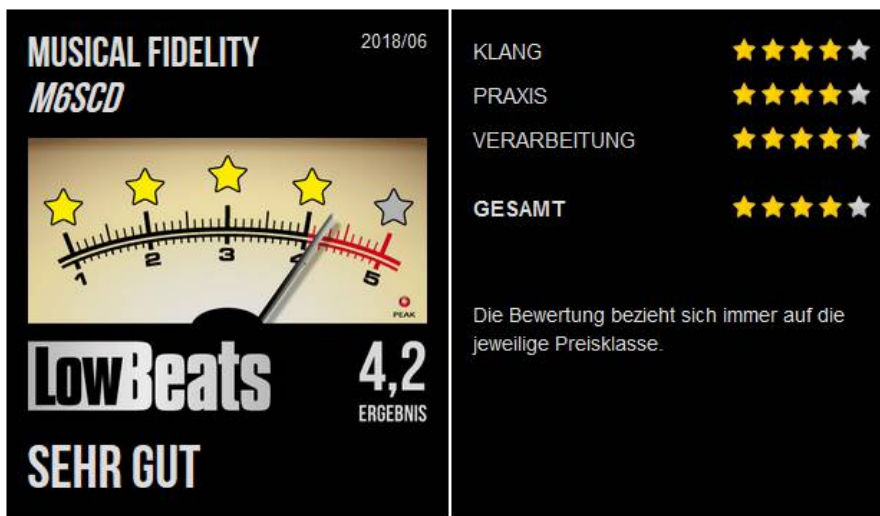 MUSICAL FIDELITY
2018/06
M6SCD
1 2 3 4 5
PEAK
LowBeats
4,2
ERGEBNIS
SEHR GUT
KLANG
PRAXIS
VERARBEITUNG
GESAMT
Die Bewertung bezieht sich immer auf die
jeweilige Preisklasse.